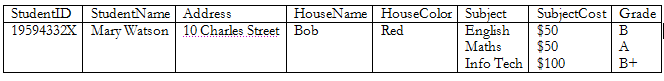 StudentID StudentName Address HouseName HouseColor Subject SubjectCost Grade
19594332X Mary Watson 10 Charles Street Bob Red English $50 B
Maths $50 A
Info Tech $100 B+